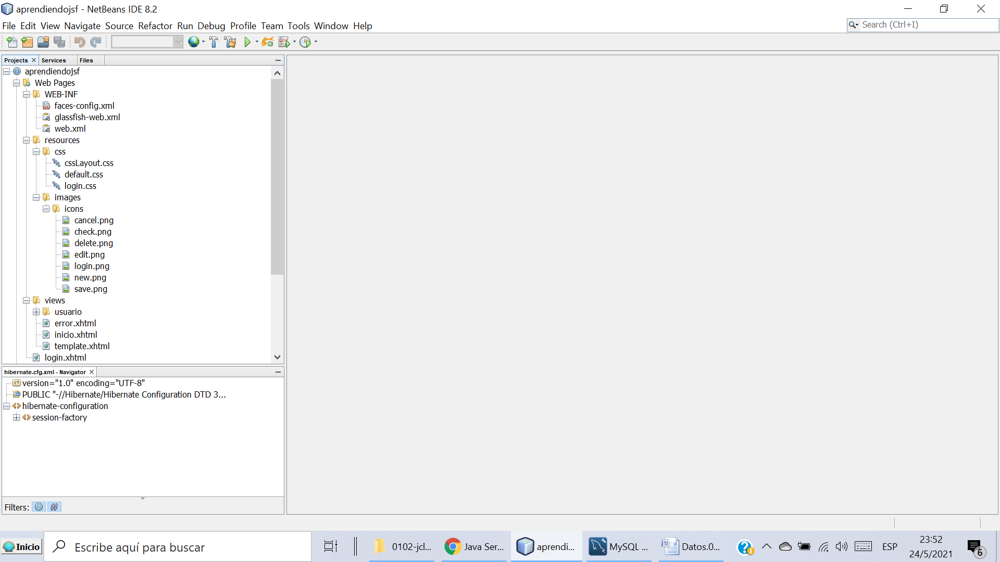 aprendiendojsf - NetBeans IDE 8.2
File Edit View Navigate Source Refactor Run Debug Profile Team Tools Window Help
Search (Ctrl+I)
Projects Services Files
aprendiendojsf
Web Pages
WEB-INF
faces-config.xml
glassfish-web.xml
web.xml
resources
css
cssLayout.css
default.css
login.css
images
icons
cancel.png
check.png
delete.png
edit.png
login.png
new.png
save.png
views
usuario
error.xhtml
inicio.xhtml
template.xhtml
login.xhtml
hibernate.cfg.xml - Navigator
version="1.0" encoding="UTF-8"
PUBLIC "-//Hibernate/Hibernate Configuration DTD 3...
hibernate-configuration
session-factory
Filters:
Inicio
Escribe aquí para buscar
0102-jcl...
Java Ser...
aprendi...
MySQL ...
Datos.0...
ESP
23:52
24/5/2021
6